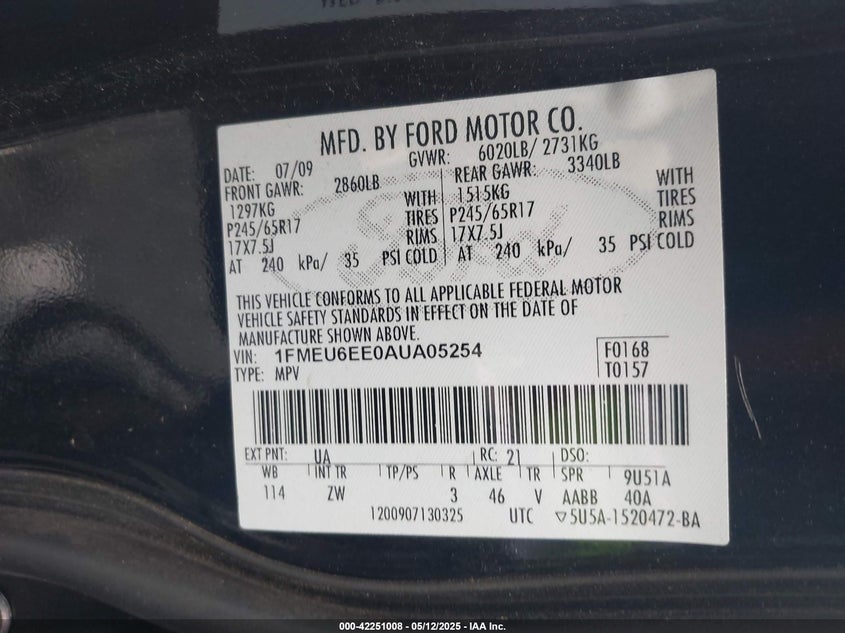 MFD. BY FORD MOTOR CO.
DATE: 07/09 GVWR: 6020LB/ 2731KG
FRONT GAWR: 2860LB REAR GAWR: 3340LB
1297KG WITH 1515KG WITH
P245/65R17 TIRES P245/65R17 TIRES
17X7.5J RIMS 17X7.5J RIMS
AT 240 kPa/ 35 PSI COLD AT 240 kPa/ 35 PSI COLD
THIS VEHICLE CONFORMS TO ALL APPLICABLE FEDERAL MOTOR
VEHICLE SAFETY STANDARDS IN EFFECT ON THE DATE OF
MANUFACTURE SHOWN ABOVE.
VIN: 1FMEU6EE0AUA05254 F0168
TYPE: MPV T0157
EXT PNT: UA RC: 21 DSO:
WB INT TR TP/PS R AXLE TR SPR 9U51A
114 ZW 3 46 V AABB 40A
1200907130325 UTC ▽5U5A-1520472-BA
000-42251008 - 05/12/2025 - IAA Inc.